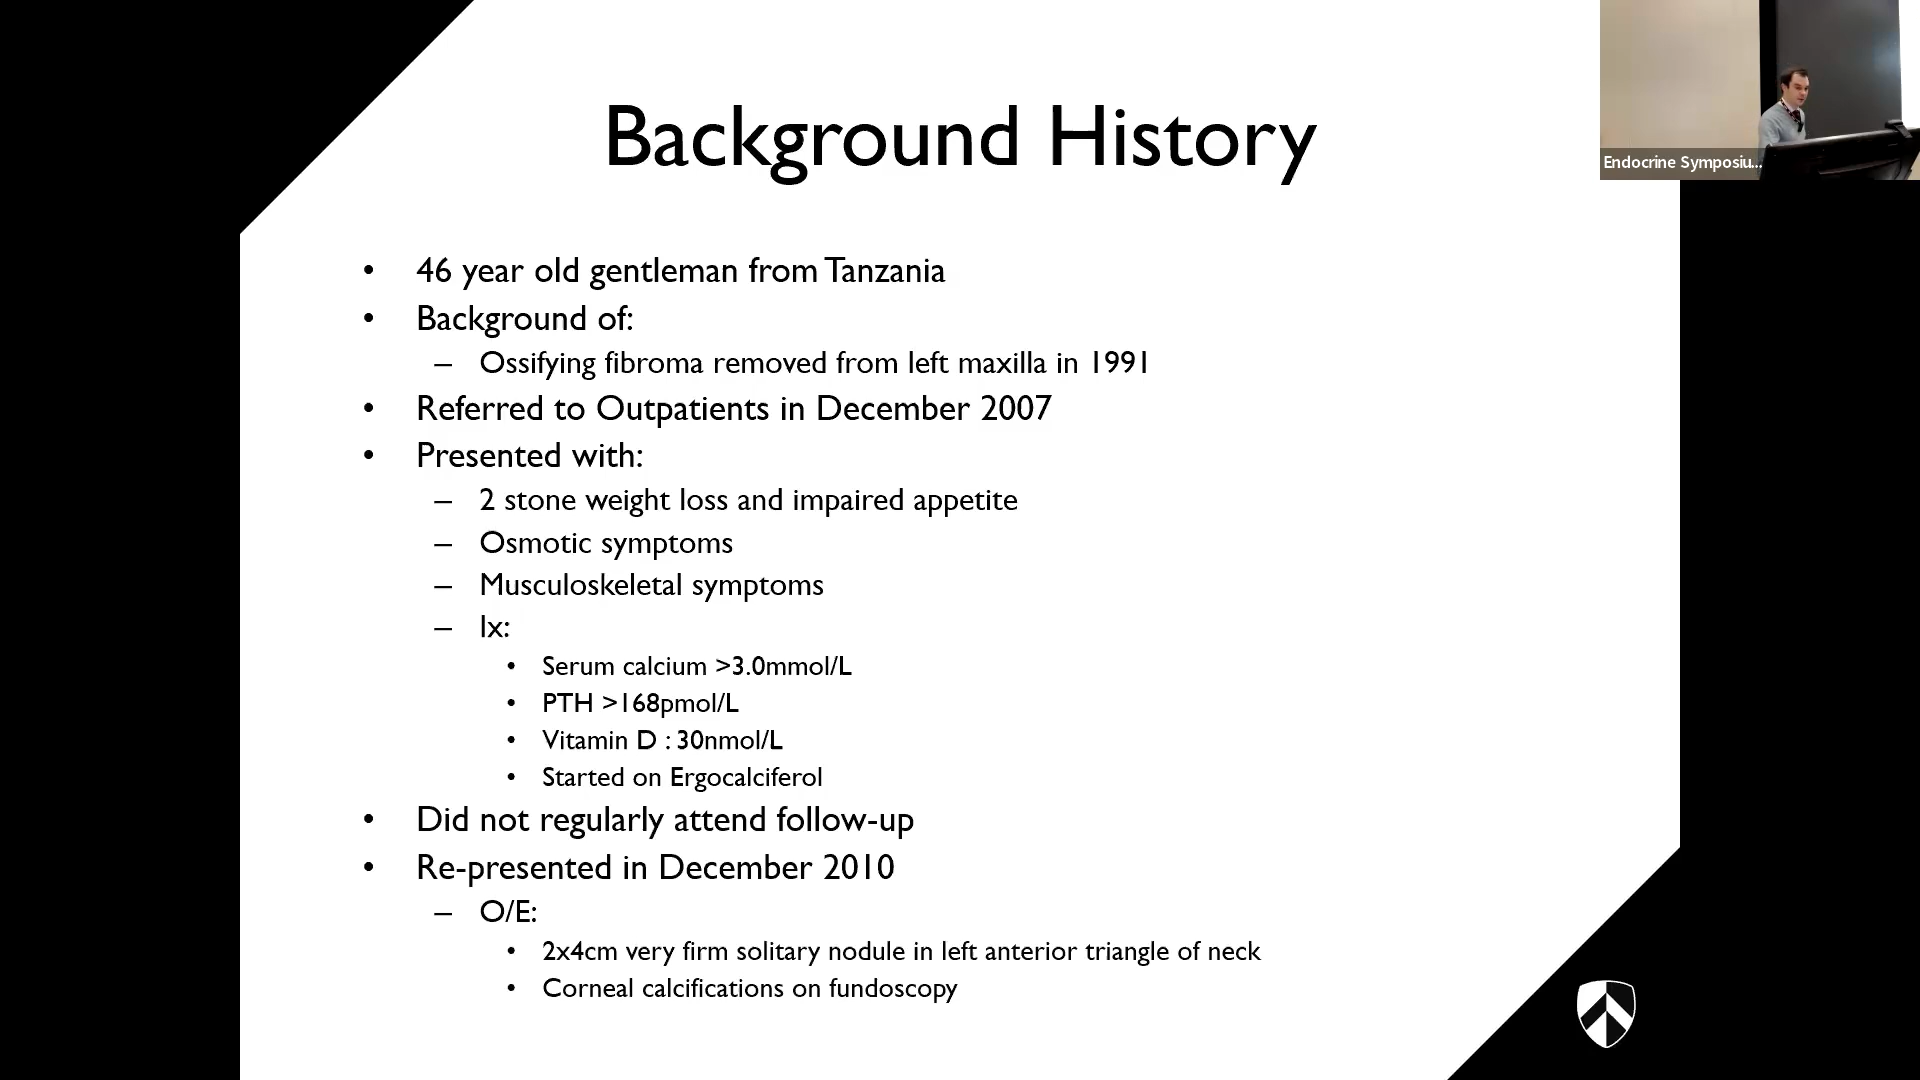 Background History
Endocrine Symposiu...
• 46 year old gentleman from Tanzania
• Background of:
– Ossifying fibroma removed from left maxilla in 1991
• Referred to Outpatients in December 2007
• Presented with:
– 2 stone weight loss and impaired appetite
– Osmotic symptoms
– Musculoskeletal symptoms
– Ix:
• Serum calcium >3.0mmol/L
• PTH >168pmol/L
• Vitamin D : 30nmol/L
• Started on Ergocalciferol
• Did not regularly attend follow-up
• Re-presented in December 2010
– O/E:
• 2x4cm very firm solitary nodule in left anterior triangle of neck
• Corneal calcifications on fundoscopy